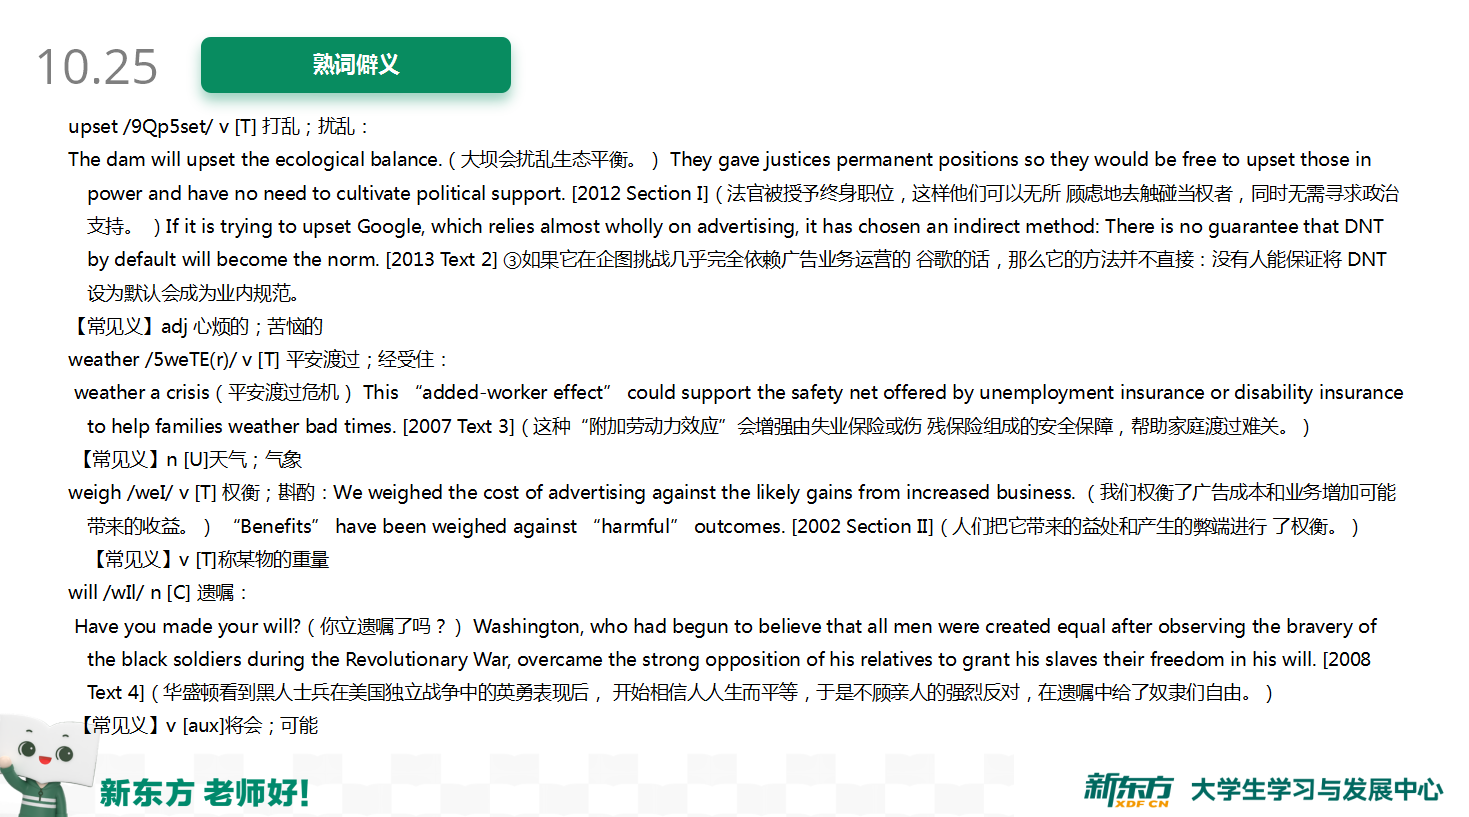 10.25
熟词僻义
upset /9Qp5set/ v [T] 打乱；扰乱：
The dam will upset the ecological balance.（大坝会扰乱生态平衡。） They gave justices permanent positions so they would be free to upset those in
power and have no need to cultivate political support. [2012 Section I]（法官被授予终身职位，这样他们可以无所 顾虑地去触碰当权者，同时无需寻求政治
支持。 ）If it is trying to upset Google, which relies almost wholly on advertising, it has chosen an indirect method: There is no guarantee that DNT
by default will become the norm. [2013 Text 2] ③如果它在企图挑战几乎完全依赖广告业务运营的 谷歌的话，那么它的方法并不直接：没有人能保证将 DNT
设为默认会成为业内规范。
【常见义】adj 心烦的；苦恼的
weather /5weTE(r)/ v [T] 平安渡过；经受住：
weather a crisis（平安渡过危机） This “added-worker effect” could support the safety net offered by unemployment insurance or disability insurance
to help families weather bad times. [2007 Text 3]（这种“附加劳动力效应”会增强由失业保险或伤 残保险组成的安全保障，帮助家庭渡过难关。）
【常见义】n [U]天气；气象
weigh /weI/ v [T] 权衡；斟酌：We weighed the cost of advertising against the likely gains from increased business. （我们权衡了广告成本和业务增加可能
带来的收益。） “Benefits” have been weighed against “harmful” outcomes. [2002 Section II]（人们把它带来的益处和产生的弊端进行 了权衡。）
【常见义】v [T]称某物的重量
will /wIl/ n [C] 遗嘱：
Have you made your will?（你立遗嘱了吗？） Washington, who had begun to believe that all men were created equal after observing the bravery of
the black soldiers during the Revolutionary War, overcame the strong opposition of his relatives to grant his slaves their freedom in his will. [2008
Text 4]（华盛顿看到黑人士兵在美国独立战争中的英勇表现后， 开始相信人人生而平等，于是不顾亲人的强烈反对，在遗嘱中给了奴隶们自由。）
【常见义】v [aux]将会；可能
新东方 老师好!
新东方 XDF.CN 大学生学习与发展中心